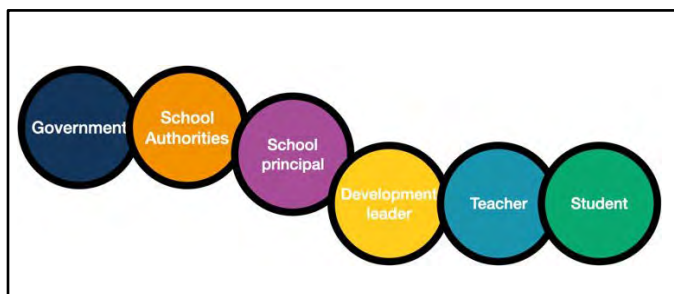 Government
School
Authorities
School
principal
Development
leader
Teacher
Student